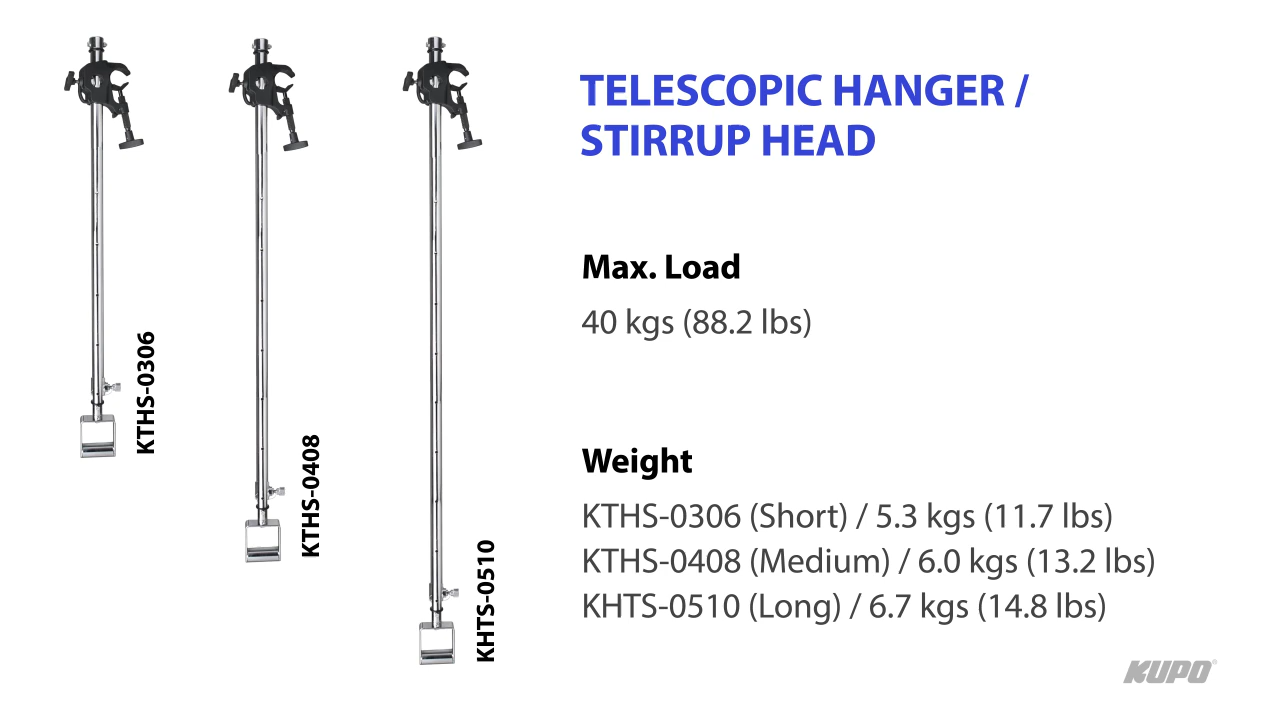 TELESCOPIC HANGER /
STIRRUP HEAD
Max. Load
40 kgs (88.2 lbs)
KTHS-0306
KTHS-0408
KHTS-0510
Weight
KTHS-0306 (Short) / 5.3 kgs (11.7 lbs)
KTHS-0408 (Medium) / 6.0 kgs (13.2 lbs)
KHTS-0510 (Long) / 6.7 kgs (14.8 lbs)
KUPO®